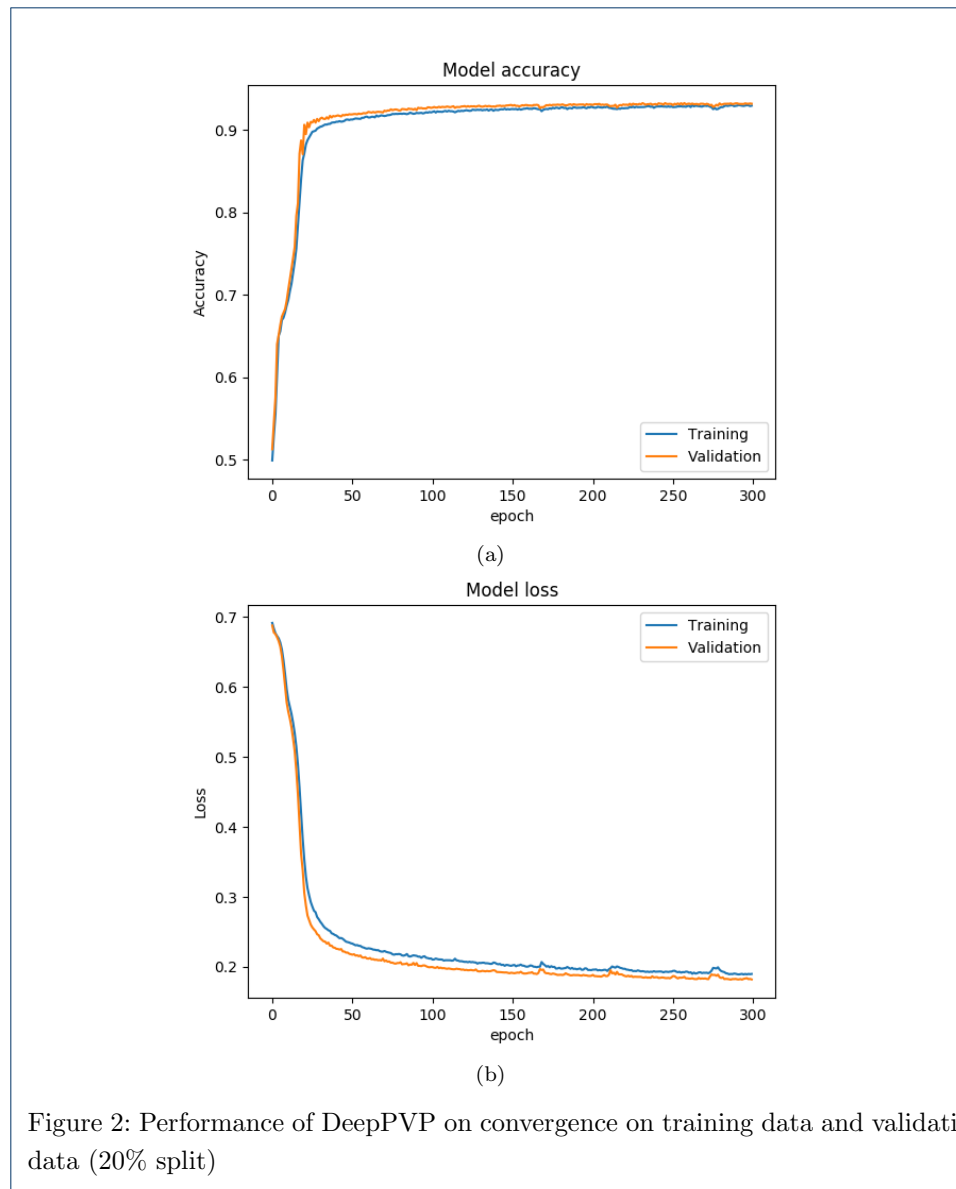 Model accuracy
0.9
0.8
0.7
0.6
0.5
Accuracy
Training
Validation
0 50 100 150 200 250 300
epoch
(a)
Model loss
0.7
0.6
0.5
0.4
0.3
0.2
Loss
Training
Validation
0 50 100 150 200 250 300
epoch
(b)
Figure 2: Performance of DeepPVP on convergence on training data and validati
data (20% split)